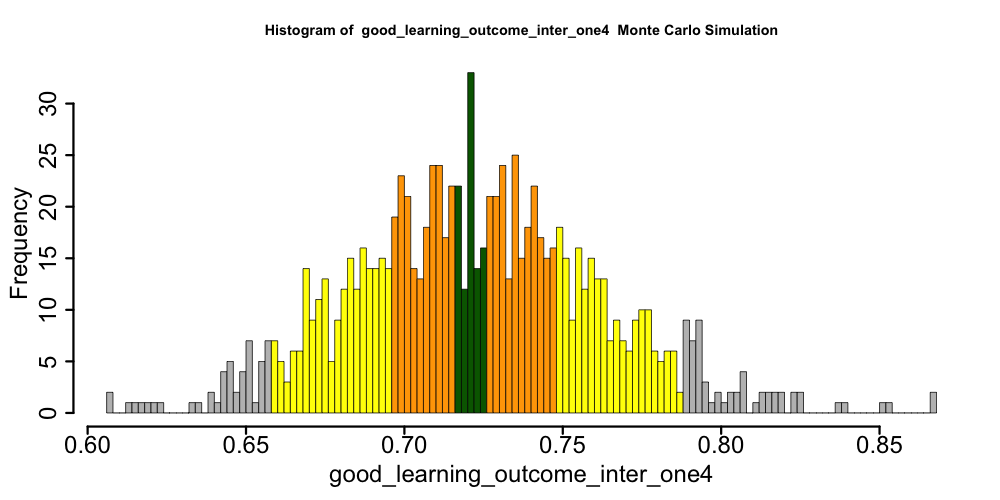 Histogram of  good_learning_outcome_inter_one4  Monte Carlo Simulation
Frequency
30
25
20
15
10
5
0
0.60 0.65 0.70 0.75 0.80 0.85
good_learning_outcome_inter_one4